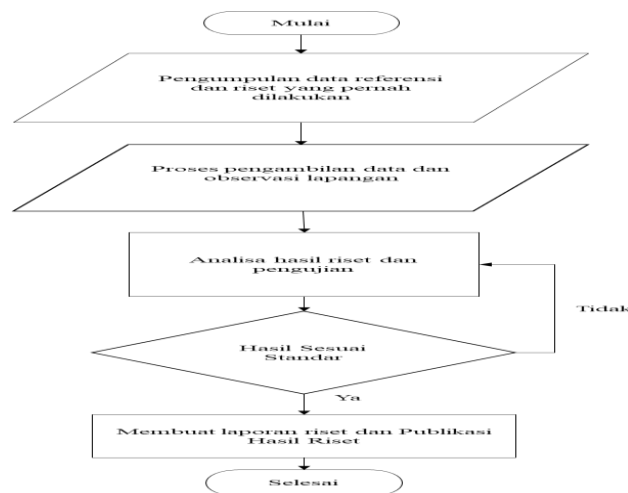 Mulai
Pengumpulan data referensi
dan riset yang pernah
dilakukan
Proses pengambilan data dan
observasi lapangan
Analisa hasil riset dan
pengujian
Tidak
Hasil Sesuai
Standar
Ya
Membuat laporan riset dan Publikasi
Hasil Riset
Selesai